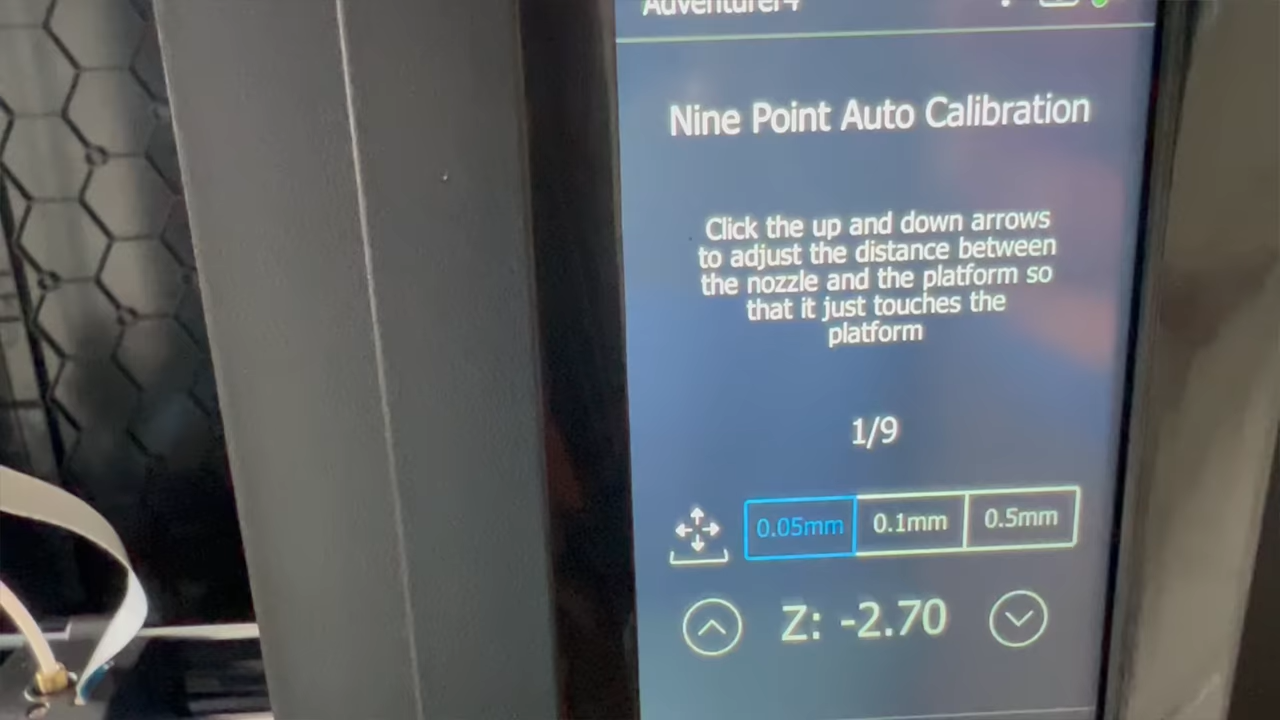 Adventurer4
Nine Point Auto Calibration
Click the up and down arrows
to adjust the distance between
the nozzle and the platform so
that it just touches the
platform
1/9
0.05mm 0.1mm 0.5mm
Z: -2.70